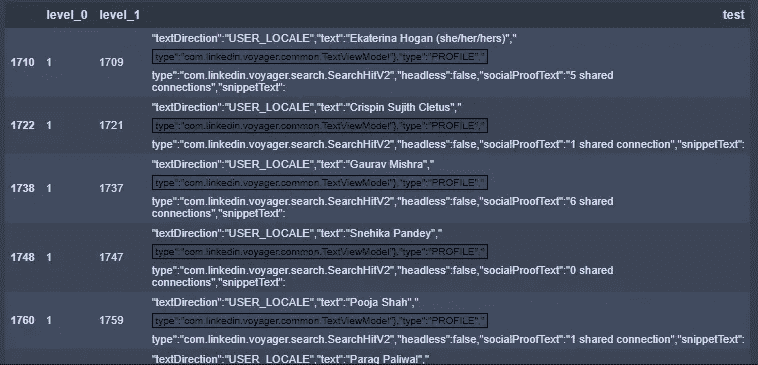 level_0 level_1 test
"textDirection":"USER_LOCALE","text":"Ekaterina Hogan (she/her/hers)","
type":"com.linkedin.voyager.common.TextViewModel"},"type":"PROFILE","
1710 1 1709
type":"com.linkedin.voyager.search.SearchHitV2","headless":false,"socialProofText":"5 shared
connections","snippetText":
"textDirection":"USER_LOCALE","text":"Crispin Sujith Cletus","
1722 1 1721 type":"com.linkedin.voyager.common.TextViewModel"},"type":"PROFILE","
type":"com.linkedin.voyager.search.SearchHitV2","headless":false,"socialProofText":"1 shared connection","snippetText":
"textDirection":"USER_LOCALE","text":"Gaurav Mishra","
type":"com.linkedin.voyager.common.TextViewModel"},"type":"PROFILE","
1738 1 1737
type":"com.linkedin.voyager.search.SearchHitV2","headless":false,"socialProofText":"6 shared
connections","snippetText":
"textDirection":"USER_LOCALE","text":"Snehika Pandey","
type":"com.linkedin.voyager.common.TextViewModel"},"type":"PROFILE","
1748 1 1747
type":"com.linkedin.voyager.search.SearchHitV2","headless":false,"socialProofText":"0 shared
connections","snippetText":
"textDirection":"USER_LOCALE","text":"Pooja Shah","
1760 1 1759 type":"com.linkedin.voyager.common.TextViewModel"},"type":"PROFILE","
type":"com.linkedin.voyager.search.SearchHitV2","headless":false,"socialProofText":"1 shared connection","snippetText":
"textDirection":"USER_LOCALE","text":"Parag Paliwal","